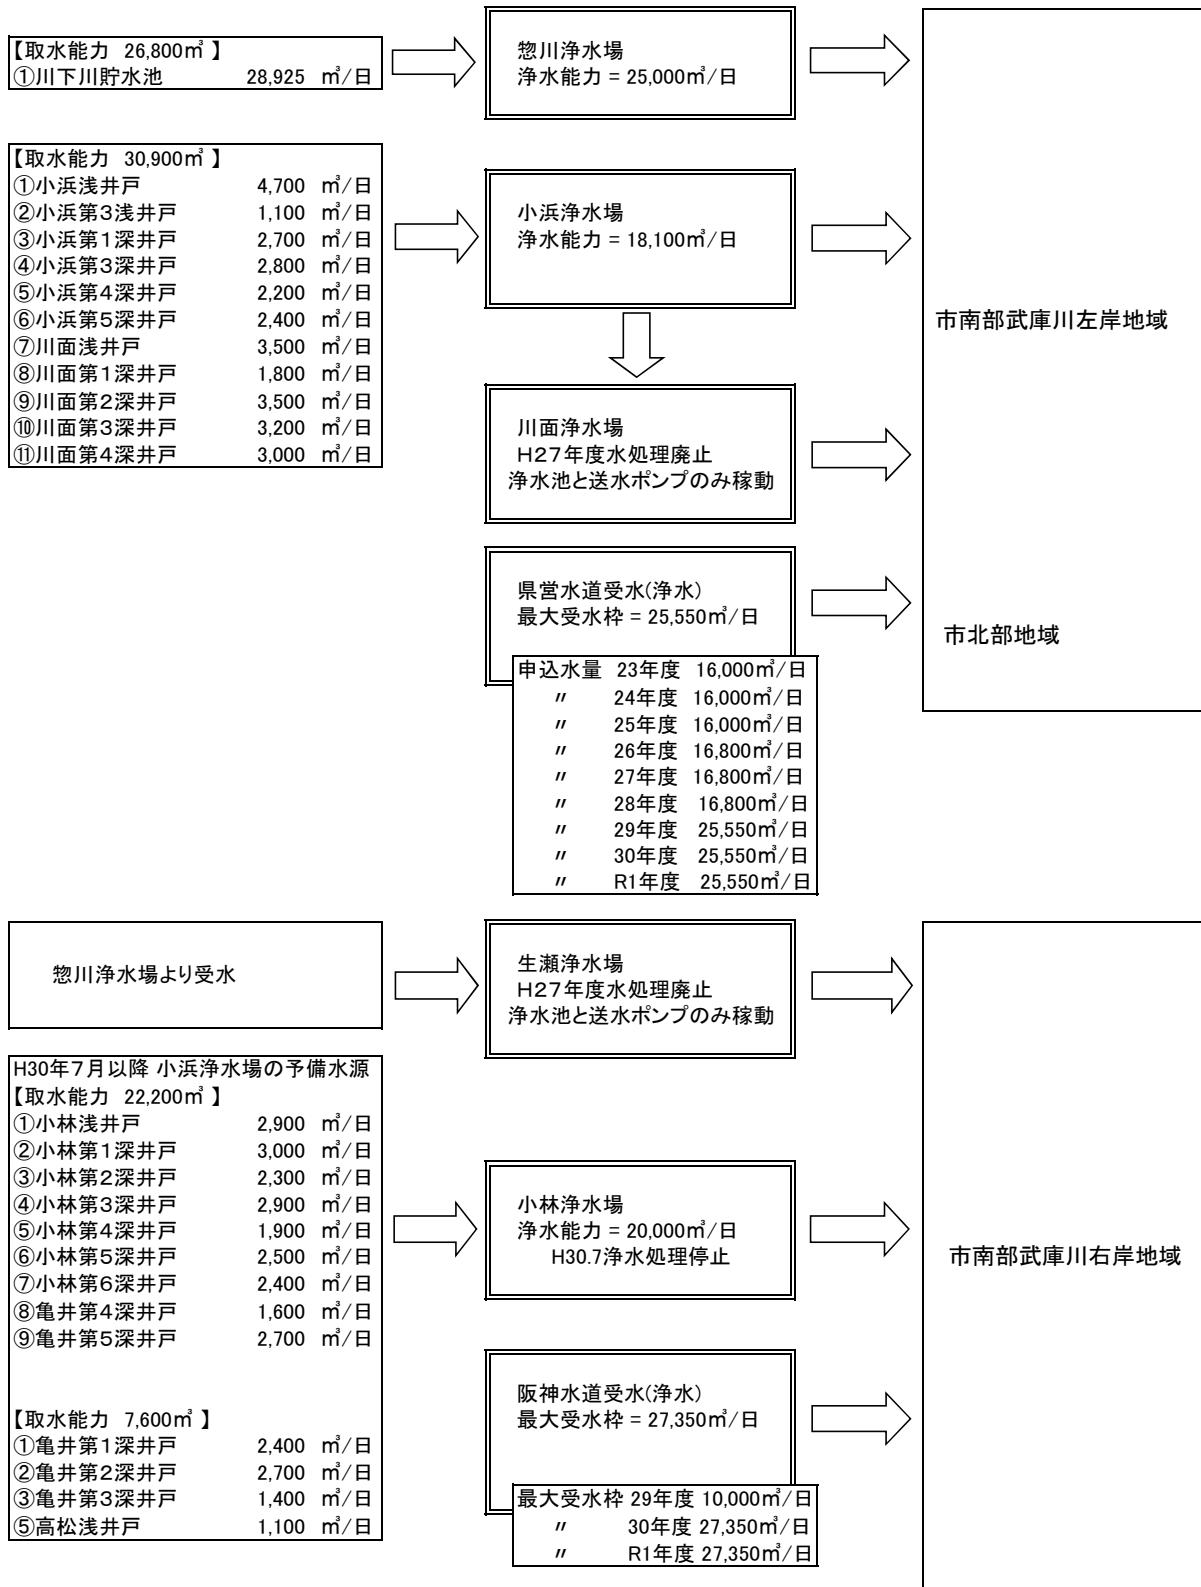 【取水能力 26,800㎥】
①川下川貯水池 28,925 ㎥/日
惣川浄水場
浄水能力 = 25,000㎥/日
【取水能力 30,900㎥】
①小浜浅井戸 4,700 ㎥/日
②小浜第3浅井戸 1,100 ㎥/日
③小浜第1深井戸 2,700 ㎥/日
④小浜第3深井戸 2,800 ㎥/日
⑤小浜第4深井戸 2,200 ㎥/日
⑥小浜第5深井戸 2,400 ㎥/日
⑦川面浅井戸 3,500 ㎥/日
⑧川面第1深井戸 1,800 ㎥/日
⑨川面第2深井戸 3,500 ㎥/日
⑩川面第3深井戸 3,200 ㎥/日
⑪川面第4深井戸 3,000 ㎥/日
小浜浄水場
浄水能力 = 18,100㎥/日
川面浄水場
H27年度水処理廃止
浄水池と送水ポンプのみ稼動
県営水道受水(浄水)
最大受水枠 = 25,550㎥/日
申込水量 23年度 16,000㎥/日
〃 24年度 16,000㎥/日
〃 25年度 16,000㎥/日
〃 26年度 16,800㎥/日
〃 27年度 16,800㎥/日
〃 28年度 16,800㎥/日
〃 29年度 25,550㎥/日
〃 30年度 25,550㎥/日
〃 R1年度 25,550㎥/日
市南部武庫川左岸地域
市北部地域
惣川浄水場より受水
生瀬浄水場
H27年度水処理廃止
浄水池と送水ポンプのみ稼動
H30年7月以降 小浜浄水場の予備水源
【取水能力 22,200㎥】
①小林浅井戸 2,900 ㎥/日
②小林第1深井戸 3,000 ㎥/日
③小林第2深井戸 2,300 ㎥/日
④小林第3深井戸 2,900 ㎥/日
⑤小林第4深井戸 1,900 ㎥/日
⑥小林第5深井戸 2,500 ㎥/日
⑦小林第6深井戸 2,400 ㎥/日
⑧亀井第4深井戸 1,600 ㎥/日
⑨亀井第5深井戸 2,700 ㎥/日
【取水能力 7,600㎥】
①亀井第1深井戸 2,400 ㎥/日
②亀井第2深井戸 2,700 ㎥/日
③亀井第3深井戸 1,400 ㎥/日
⑤高松浅井戸 1,100 ㎥/日
小林浄水場
浄水能力 = 20,000㎥/日
H30.7浄水処理停止
阪神水道受水(浄水)
最大受水枠 = 27,350㎥/日
最大受水枠 29年度 10,000㎥/日
〃 30年度 27,350㎥/日
〃 R1年度 27,350㎥/日
市南部武庫川右岸地域